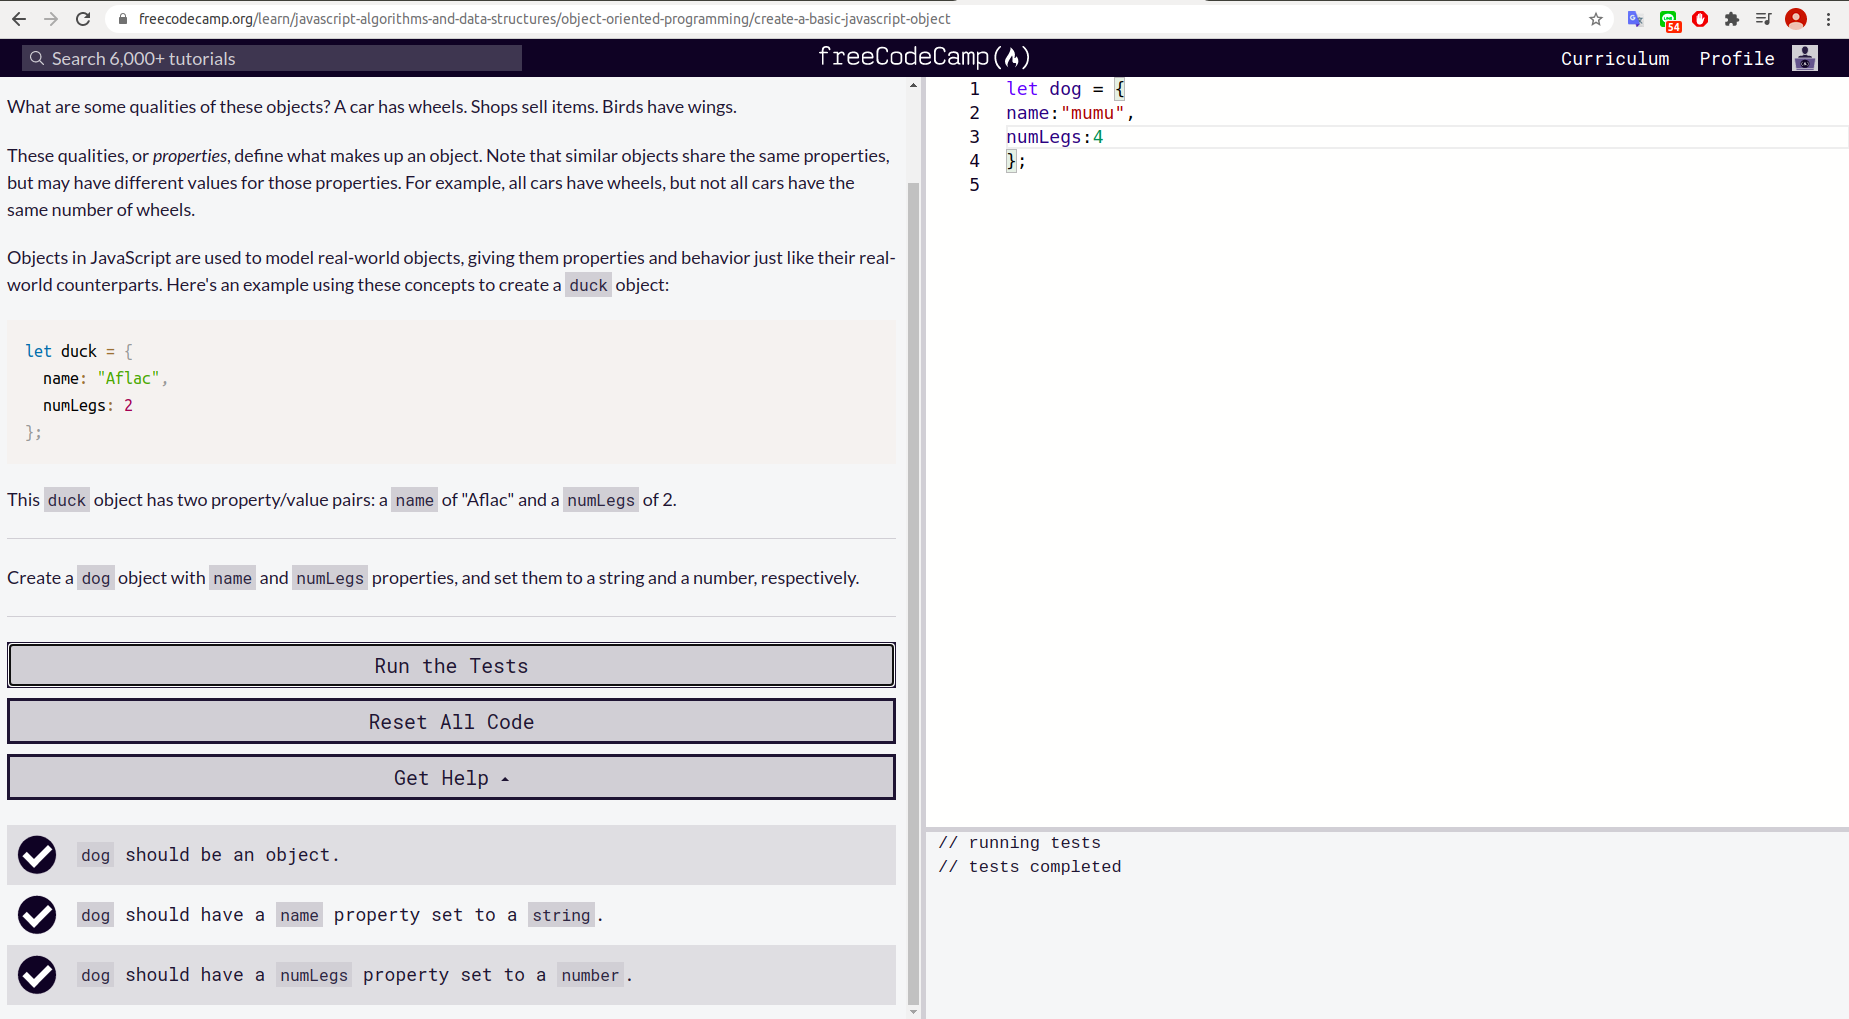 freecodecamp.org/learn/javascript-algorithms-and-data-structures/object-oriented-programming/create-a-basic-javascript-object
54
Search 6,000+ tutorials
freeCodeCamp(🔥)
Curriculum
Profile
What are some qualities of these objects? A car has wheels. Shops sell items. Birds have wings.
These qualities, or properties, define what makes up an object. Note that similar objects share the same properties,
but may have different values for those properties. For example, all cars have wheels, but not all cars have the
same number of wheels.
Objects in JavaScript are used to model real-world objects, giving them properties and behavior just like their real-
world counterparts. Here's an example using these concepts to create a duck object:
let duck = {
name: "Aflac",
numLegs: 2
};
This duck object has two property/value pairs: a name of "Aflac" and a numLegs of 2.
Create a dog object with name and numLegs properties, and set them to a string and a number, respectively.
Run the Tests
Reset All Code
Get Help
dog should be an object.
dog should have a name property set to a string.
dog should have a numLegs property set to a number.
1 let dog = {
2 name:"mumu",
3 numLegs:4
4 };
5
// running tests
// tests completed